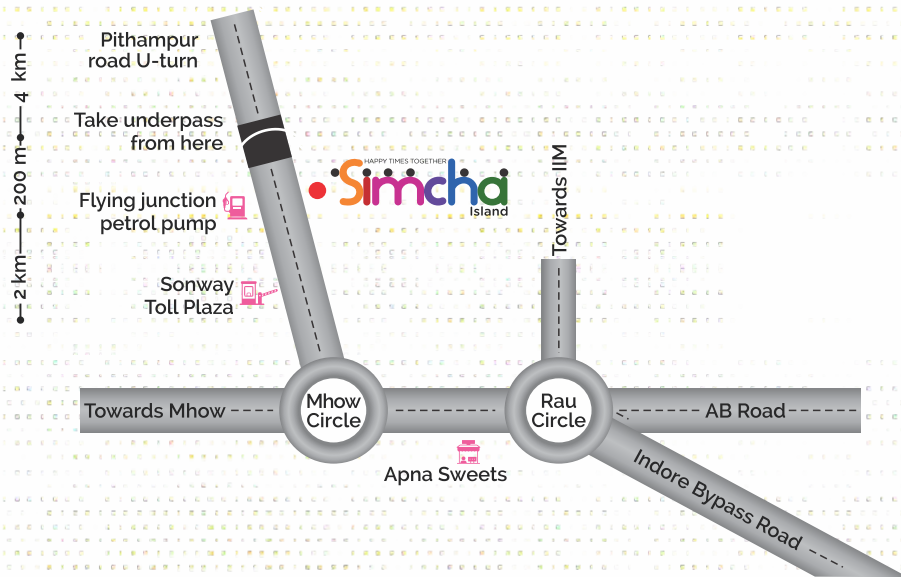 Pithampur
road U-turn
4 km
Take underpass
from here
200 m
HAPPY TIMES TOGETHER
Simcha
Island
Flying junction
petrol pump
Towards IIM
2 km
Sonway
Toll Plaza
Towards Mhow
Mhow
Circle
Rau
Circle
AB Road
Apna Sweets
Indore Bypass Road